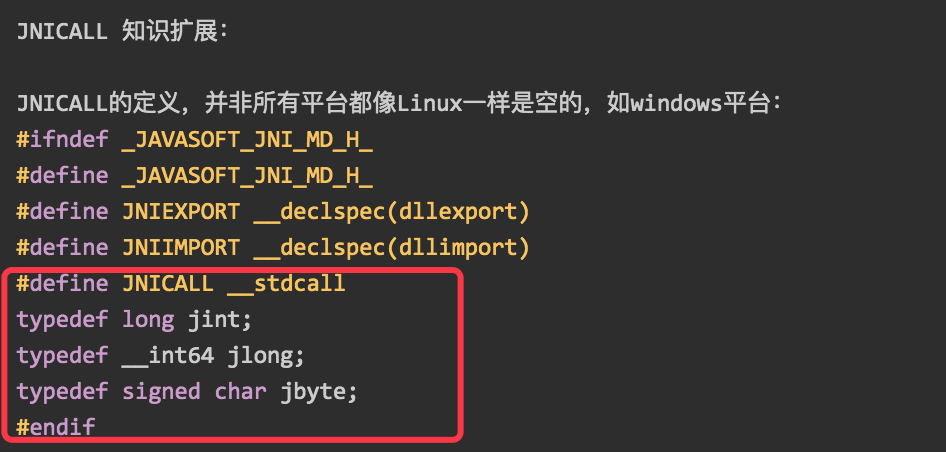 JNICALL 知识扩展：
JNICALL的定义，并非所有平台都像Linux一样是空的，如windows平台：
#ifndef _JAVASOFT_JNI_MD_H_
#define _JAVASOFT_JNI_MD_H_
#define JNIEXPORT __declspec(dllexport)
#define JNIIMPORT __declspec(dllimport)
#define JNICALL __stdcall
typedef long jint;
typedef __int64 jlong;
typedef signed char jbyte;
#endif